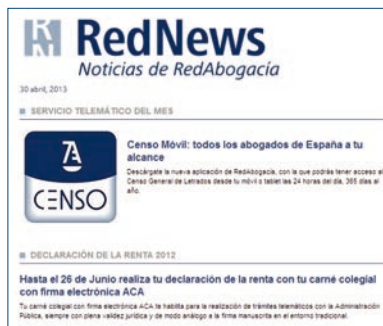 RedNews
Noticias de RedAbogacía
30 abril, 2013
SERVICIO TELEMÁTICO DEL MES
Censo Móvil: todos los abogados de España a tu
alcance
Descárgate la nueva aplicación de RedAbogacía, con la que podrás tener acceso al
Censo General de Letrados desde tu móvil o tablet las 24 horas del día, 365 días al
año.
CENSO
DECLARACIÓN DE LA RENTA 2012
Hasta el 26 de Junio realiza tu declaración de la renta con tu carné colegial
con firma electrónica ACA
Tu carné colegial con firma electrónica ACA te habilita para la realización de trámites telemáticos con la Administración
Pública, siempre con plena validez jurídica y de modo análogo a la firma manuscrita en el entorno tradicional.